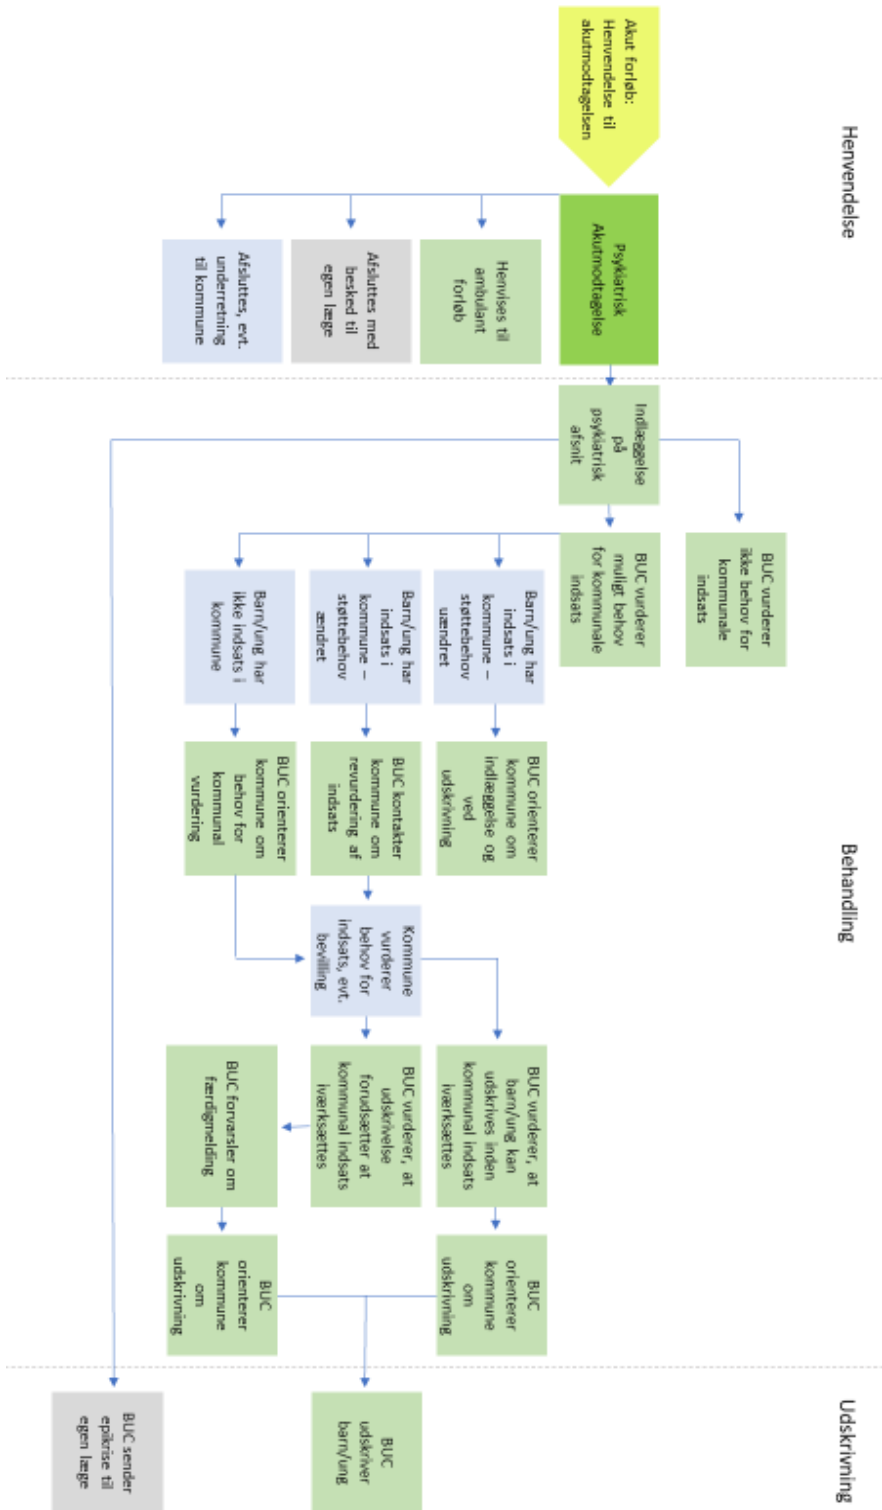 Henvendelse
Behandling
Udskrivning
Akut forløb:
Henvendelse til
akutmodtagelsen
Psykiatrisk
Akutmodtagelse
Henvises til
ambulant
forløb
Afsluttes med
besked til
egen læge
Afsluttes, evt.
underretning
til kommune
Indlæggelse
på
psykiatrisk
afsnit
BUC vurderer
ikke behov for
kommunale
indsats
BUC vurderer
muligt behov
for kommunale
indsats
Barn/ung har
indsats i
kommune –
støttebehov
uændret
Barn/ung har
indsats i
kommune –
støttebehov
ændret
Barn/ung har
ikke indsats i
kommune
BUC orienterer
kommune om
indlæggelse og
ved
udskrivning
BUC kontakter
kommune om
revurdering af
indsats
BUC orienterer
kommune om
behov for
kommunal
vurdering
Kommune
vurderer
behov for
indsats, evt.
bevilling
BUC vurderer, at
barn/ung kan
udskrives inden
kommunal indsats
iværksættes
BUC vurderer, at
udskrivelse
forudsætter at
kommunal indsats
iværksættes
BUC forvarsler om
færdigmelding
BUC
orienterer
kommune
om
udskrivning
BUC
orienterer
kommune
om
udskrivning
BUC
udskriver
barn/ung
BUC sender
epikrise til
egen læge